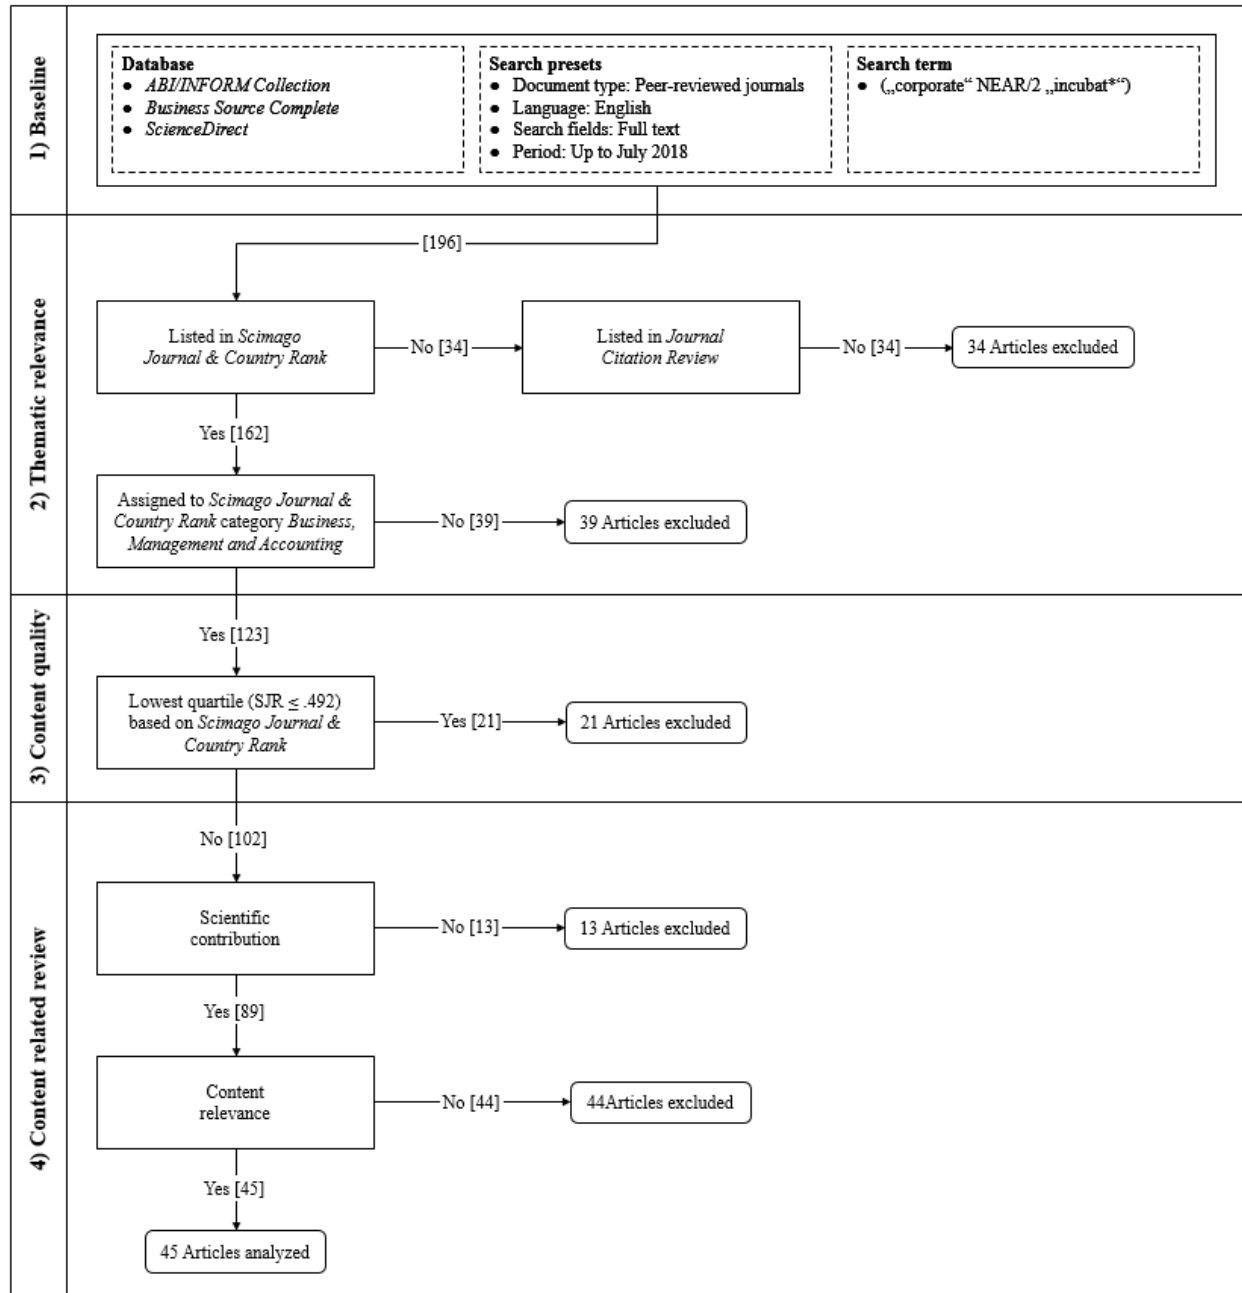 1) Baseline
Database
● ABI/INFORM Collection
● Business Source Complete
● ScienceDirect
Search presets
● Document type: Peer-reviewed journals
● Language: English
● Search fields: Full text
● Period: Up to July 2018
Search term
● („corporate“ NEAR/2 „incubat*“)
2) Thematic relevance
[196]
Listed in Scimago
Journal & Country Rank
No [34]
Listed in Journal
Citation Review
No [34]
34 Articles excluded
Yes [162]
Assigned to Scimago Journal &
Country Rank category Business,
Management and Accounting
No [39]
39 Articles excluded
3) Content quality
Yes [123]
Lowest quartile (SJR ≤ .492)
based on Scimago Journal &
Country Rank
Yes [21]
21 Articles excluded
4) Content related review
No [102]
Scientific
contribution
No [13]
13 Articles excluded
Yes [89]
Content
relevance
No [44]
44Articles excluded
Yes [45]
45 Articles analyzed